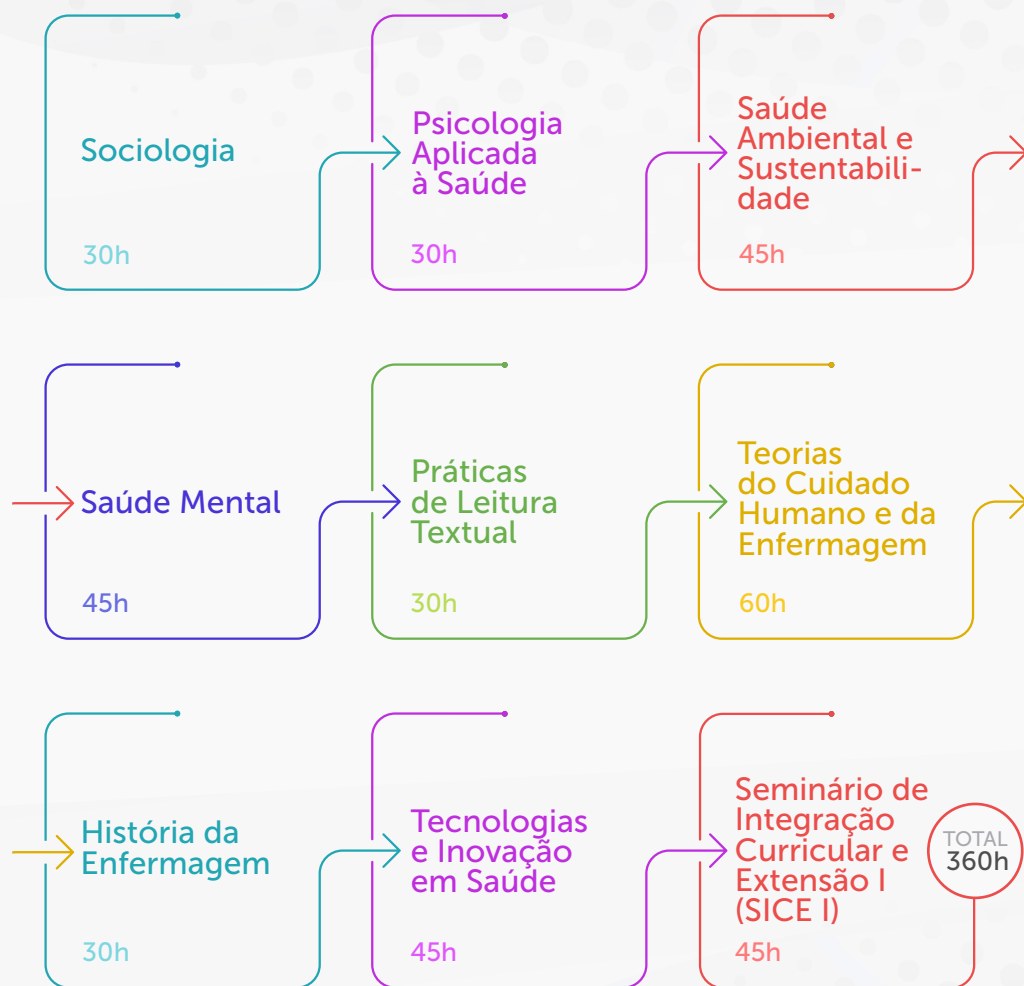 Sociologia
30h
Psicologia
Aplicada
à Saúde
30h
Saúde
Ambiental e
Sustentabili-
dade
45h
Saúde Mental
45h
Práticas
de Leitura
Textual
30h
Teorias
do Cuidado
Humano e da
Enfermagem
60h
História da
Enfermagem
30h
Tecnologias
e Inovação
em Saúde
45h
Seminário de
Integração
Curricular e
Extensão I
(SICE I)
45h
TOTAL
360h